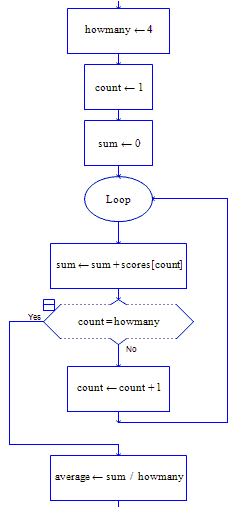 howmany ← 4
count ← 1
sum ← 0
Loop
sum ← sum + scores[count]
count = howmany
Yes
No
count ← count + 1
average ← sum / howmany